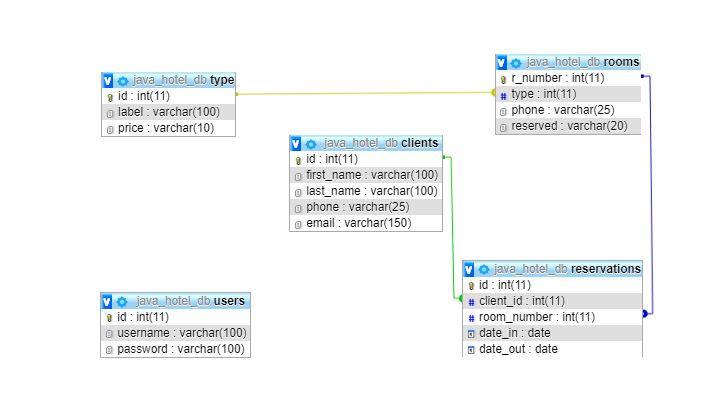 java_hotel_db type
id : int(11)
label : varchar(100)
price : varchar(10)
java_hotel_db rooms
r_number : int(11)
type : int(11)
phone : varchar(25)
reserved : varchar(20)
java_hotel_db clients
id : int(11)
first_name : varchar(100)
last_name : varchar(100)
phone : varchar(25)
email : varchar(150)
java_hotel_db reservations
id : int(11)
client_id : int(11)
room_number : int(11)
date_in : date
date_out : date
java_hotel_db users
id : int(11)
username : varchar(100)
password : varchar(100)